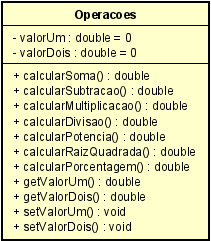 Operacoes
- valorUm : double = 0
- valorDois : double = 0
+ calcularSoma() : double
+ calcularSubtracao() : double
+ calcularMultiplicacao() : double
+ calcularDivisao() : double
+ calcularPotencia() : double
+ calcularRaizQuadrada() : double
+ calcularPorcentagem() : double
+ getValorUm() : double
+ getValorDois() : double
+ setValorUm() : void
+ setValorDois() : void